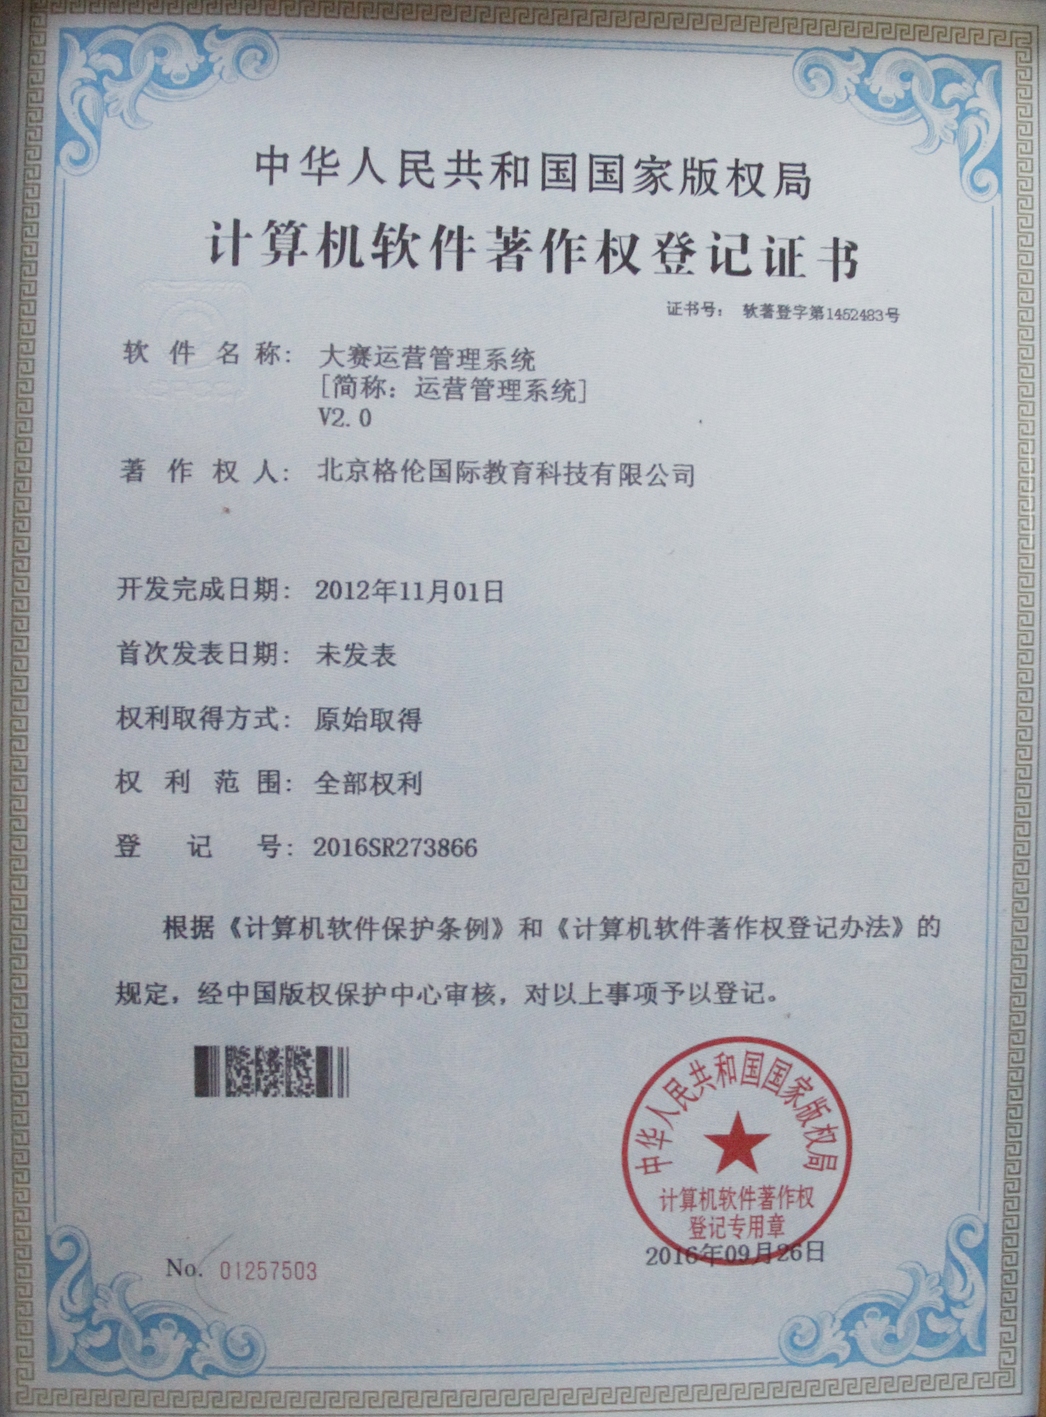 中华人民共和国国家版权局
计算机软件著作权登记证书
证书号： 软著登字第1452483号
软件名称： 大赛运营管理系统
[简称：运营管理系统]
V2.0
著作权人： 北京格伦国际教育科技有限公司
开发完成日期： 2012年11月01日
首次发表日期： 未发表
权利取得方式： 原始取得
权利范围： 全部权利
登记号： 2016SR273866
根据《计算机软件保护条例》和《计算机软件著作权登记办法》的
规定，经中国版权保护中心审核，对以上事项予以登记。
中华人民共和国国家版权局
计算机软件著作权
登记专用章
2016年09月26日
No. 01257503